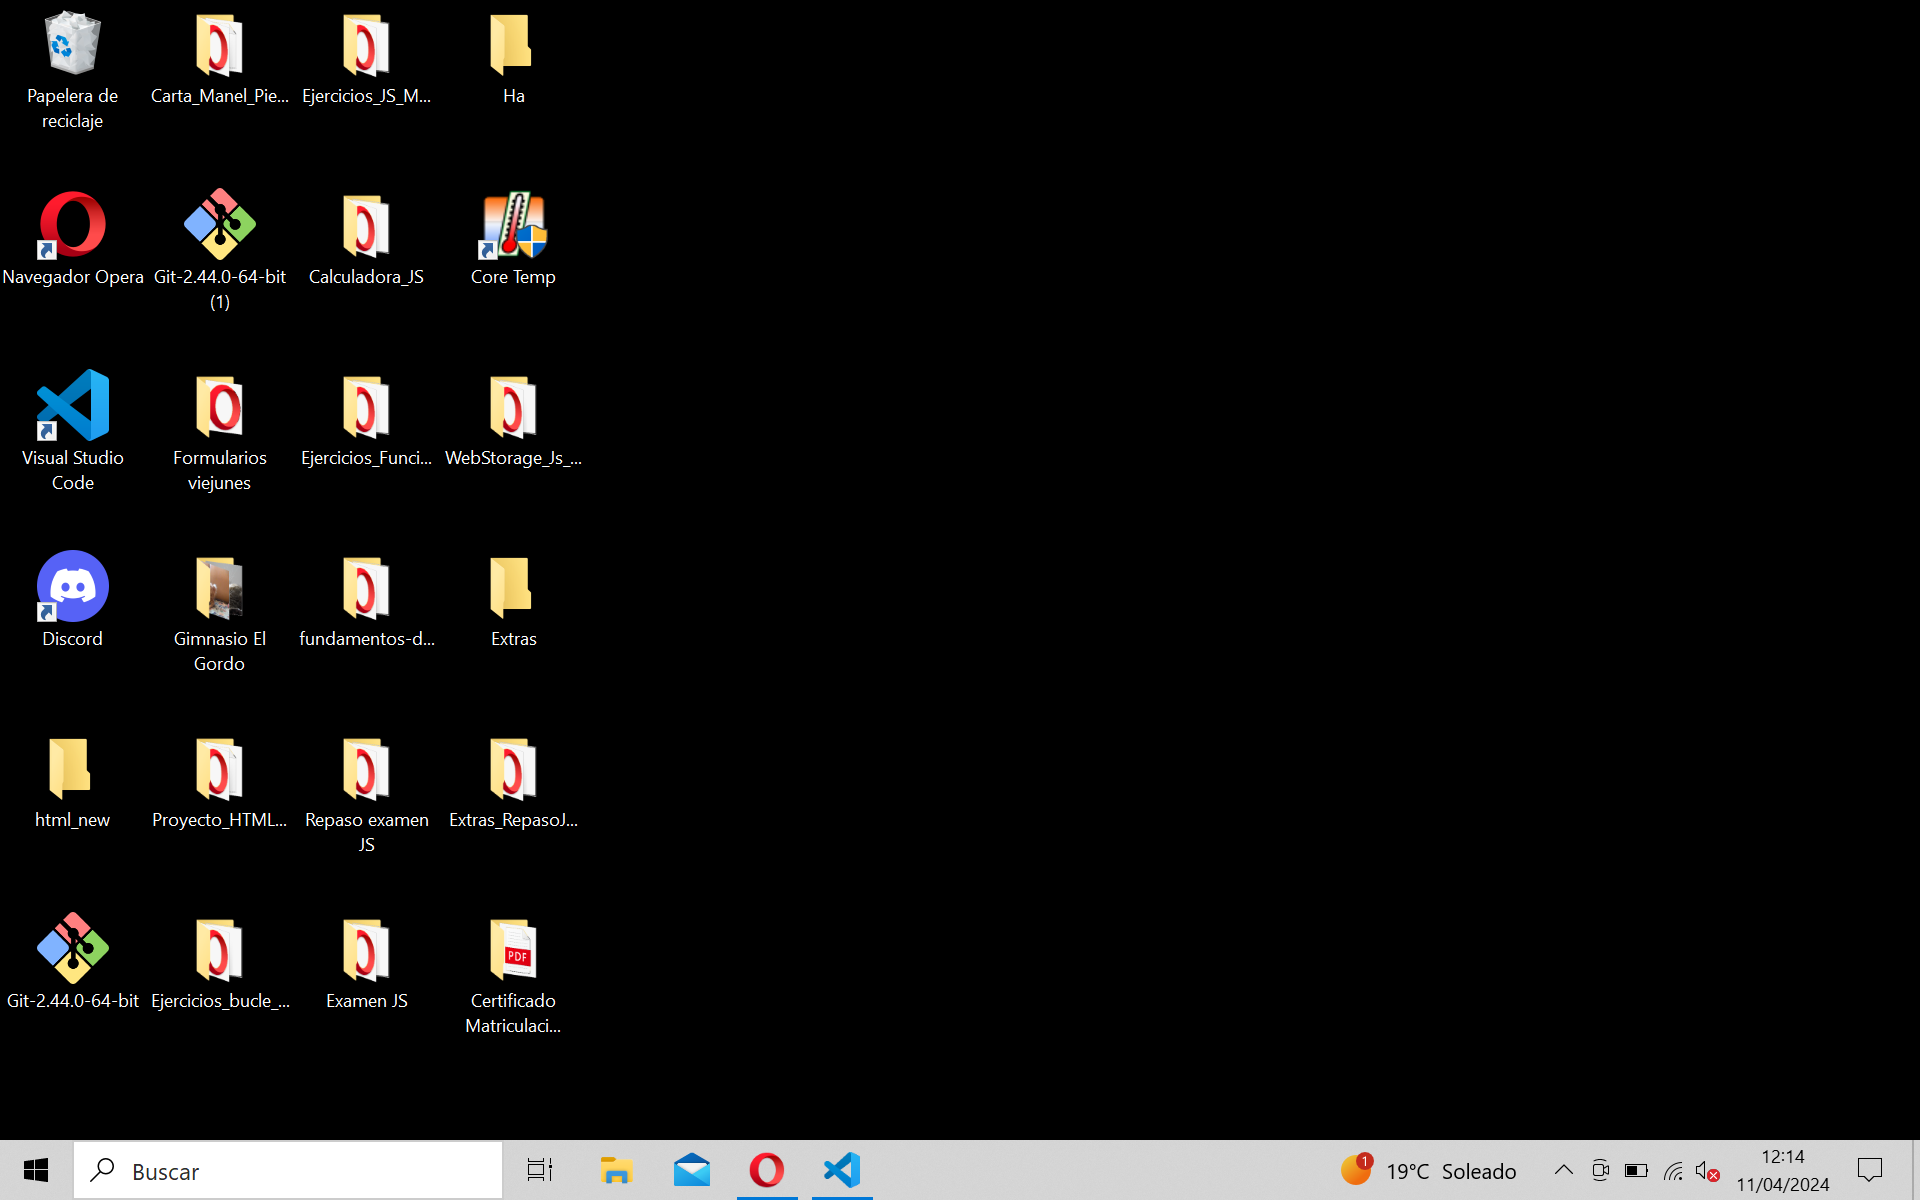 Papelera de
reciclaje
Carta_Manel_Pie...
Ejercicios_JS_M...
Ha
Navegador Opera
Git-2.44.0-64-bit
(1)
Calculadora_JS
Core Temp
Visual Studio
Code
Formularios
viejunes
Ejercicios_Funci...
WebStorage_Js_...
Discord
Gimnasio El
Gordo
fundamentos-d...
Extras
html_new
Proyecto_HTML...
Repaso examen
JS
Extras_RepasoJ...
Git-2.44.0-64-bit
Ejercicios_bucle_...
Examen JS
PDF
Certificado
Matriculaci...
Buscar
1
19°C Soleado
12:14
11/04/2024